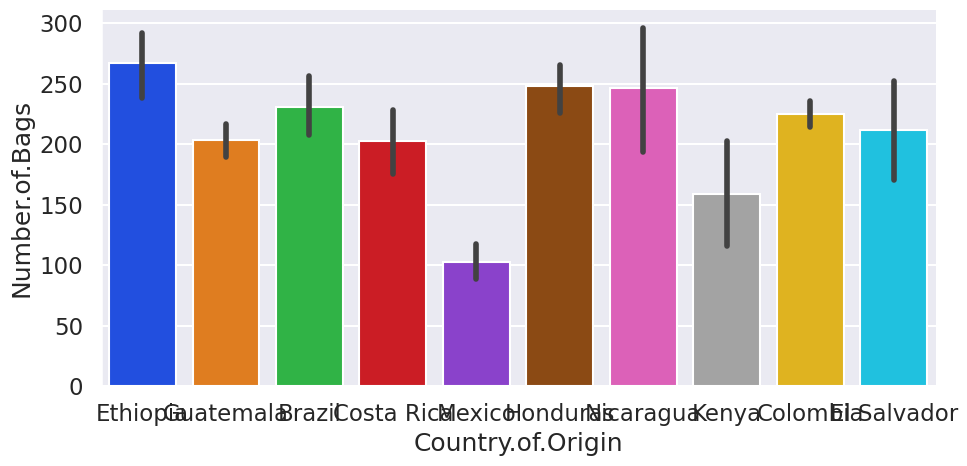 300
250
200
150
100
50
0
Number.of.Bags
Ethiopia Guatemala Brazil Costa Rica Mexico Honduras Nicaragua Kenya Colombia El Salvador
Country.of.Origin